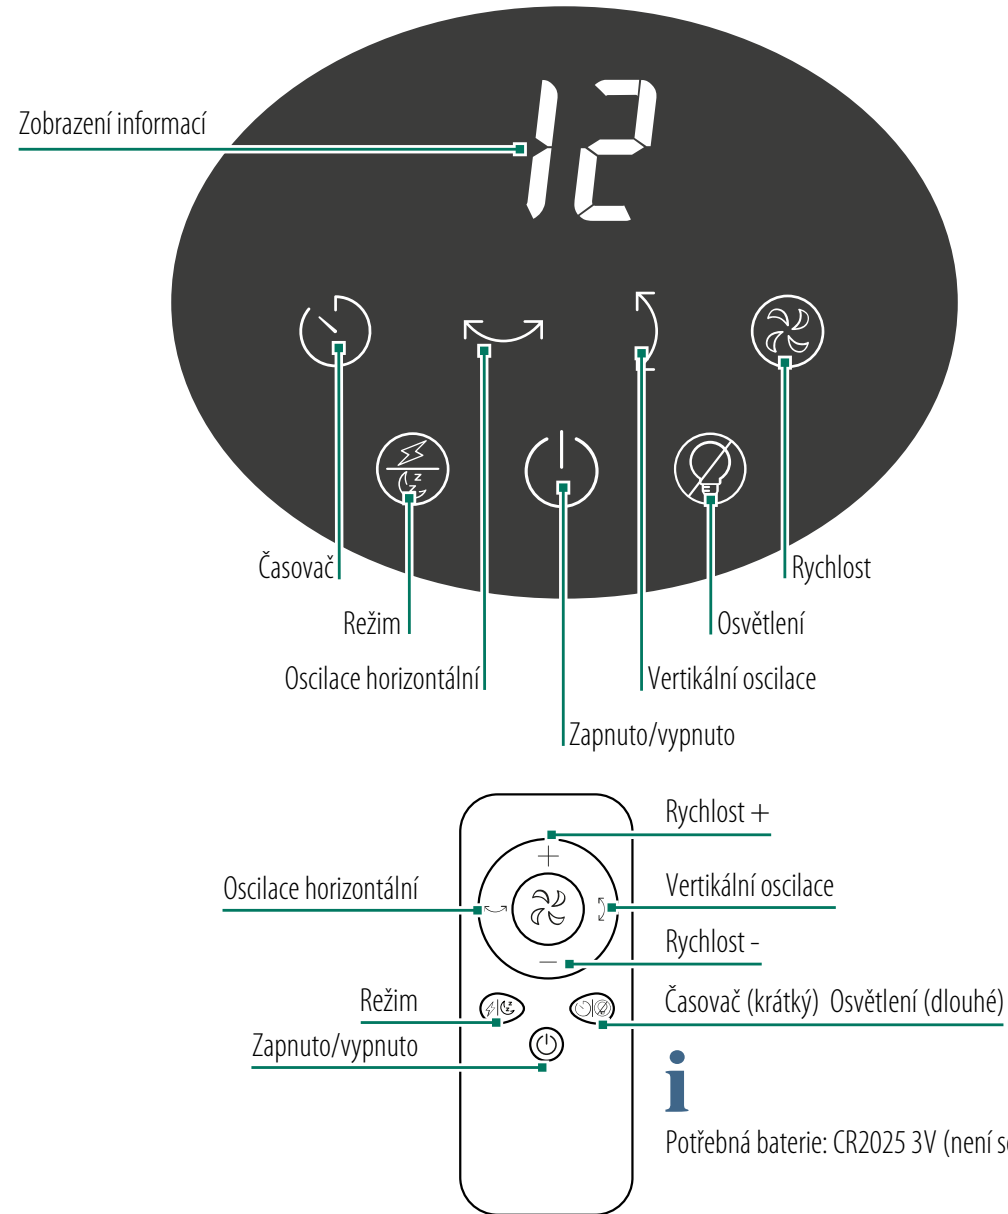 12
Zobrazení informací
Časovač
Rychlost
Režim
Osvětlení
Oscilace horizontální
Vertikální oscilace
Zapnuto/vypnuto
Rychlost +
Oscilace horizontální
Vertikální oscilace
Rychlost -
Režim
Časovač (krátký) Osvětlení (dlouhé)
Zapnuto/vypnuto
i
Potřebná baterie: CR2025 3V (není